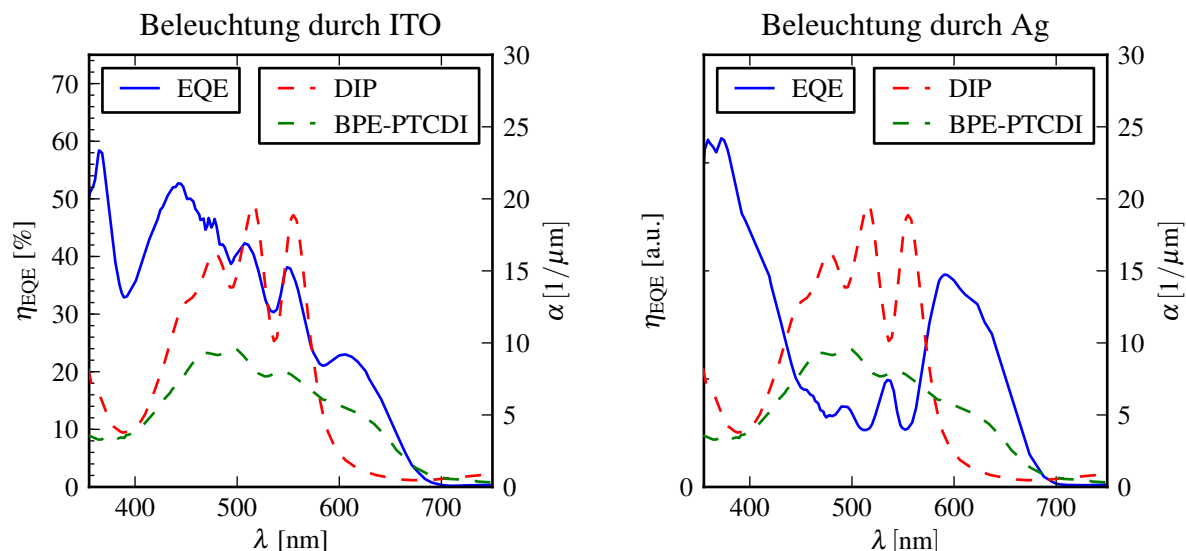 Beleuchtung durch ITO
EQE
DIP
BPE-PTCDI
70
60
50
40
30
20
10
0
η_EQE [%]
30
25
20
15
10
5
0
α [1/µm]
400 500 600 700
λ [nm]
Beleuchtung durch Ag
EQE
DIP
BPE-PTCDI
0
η_EQE [a.u.]
30
25
20
15
10
5
0
α [1/µm]
400 500 600 700
λ [nm]